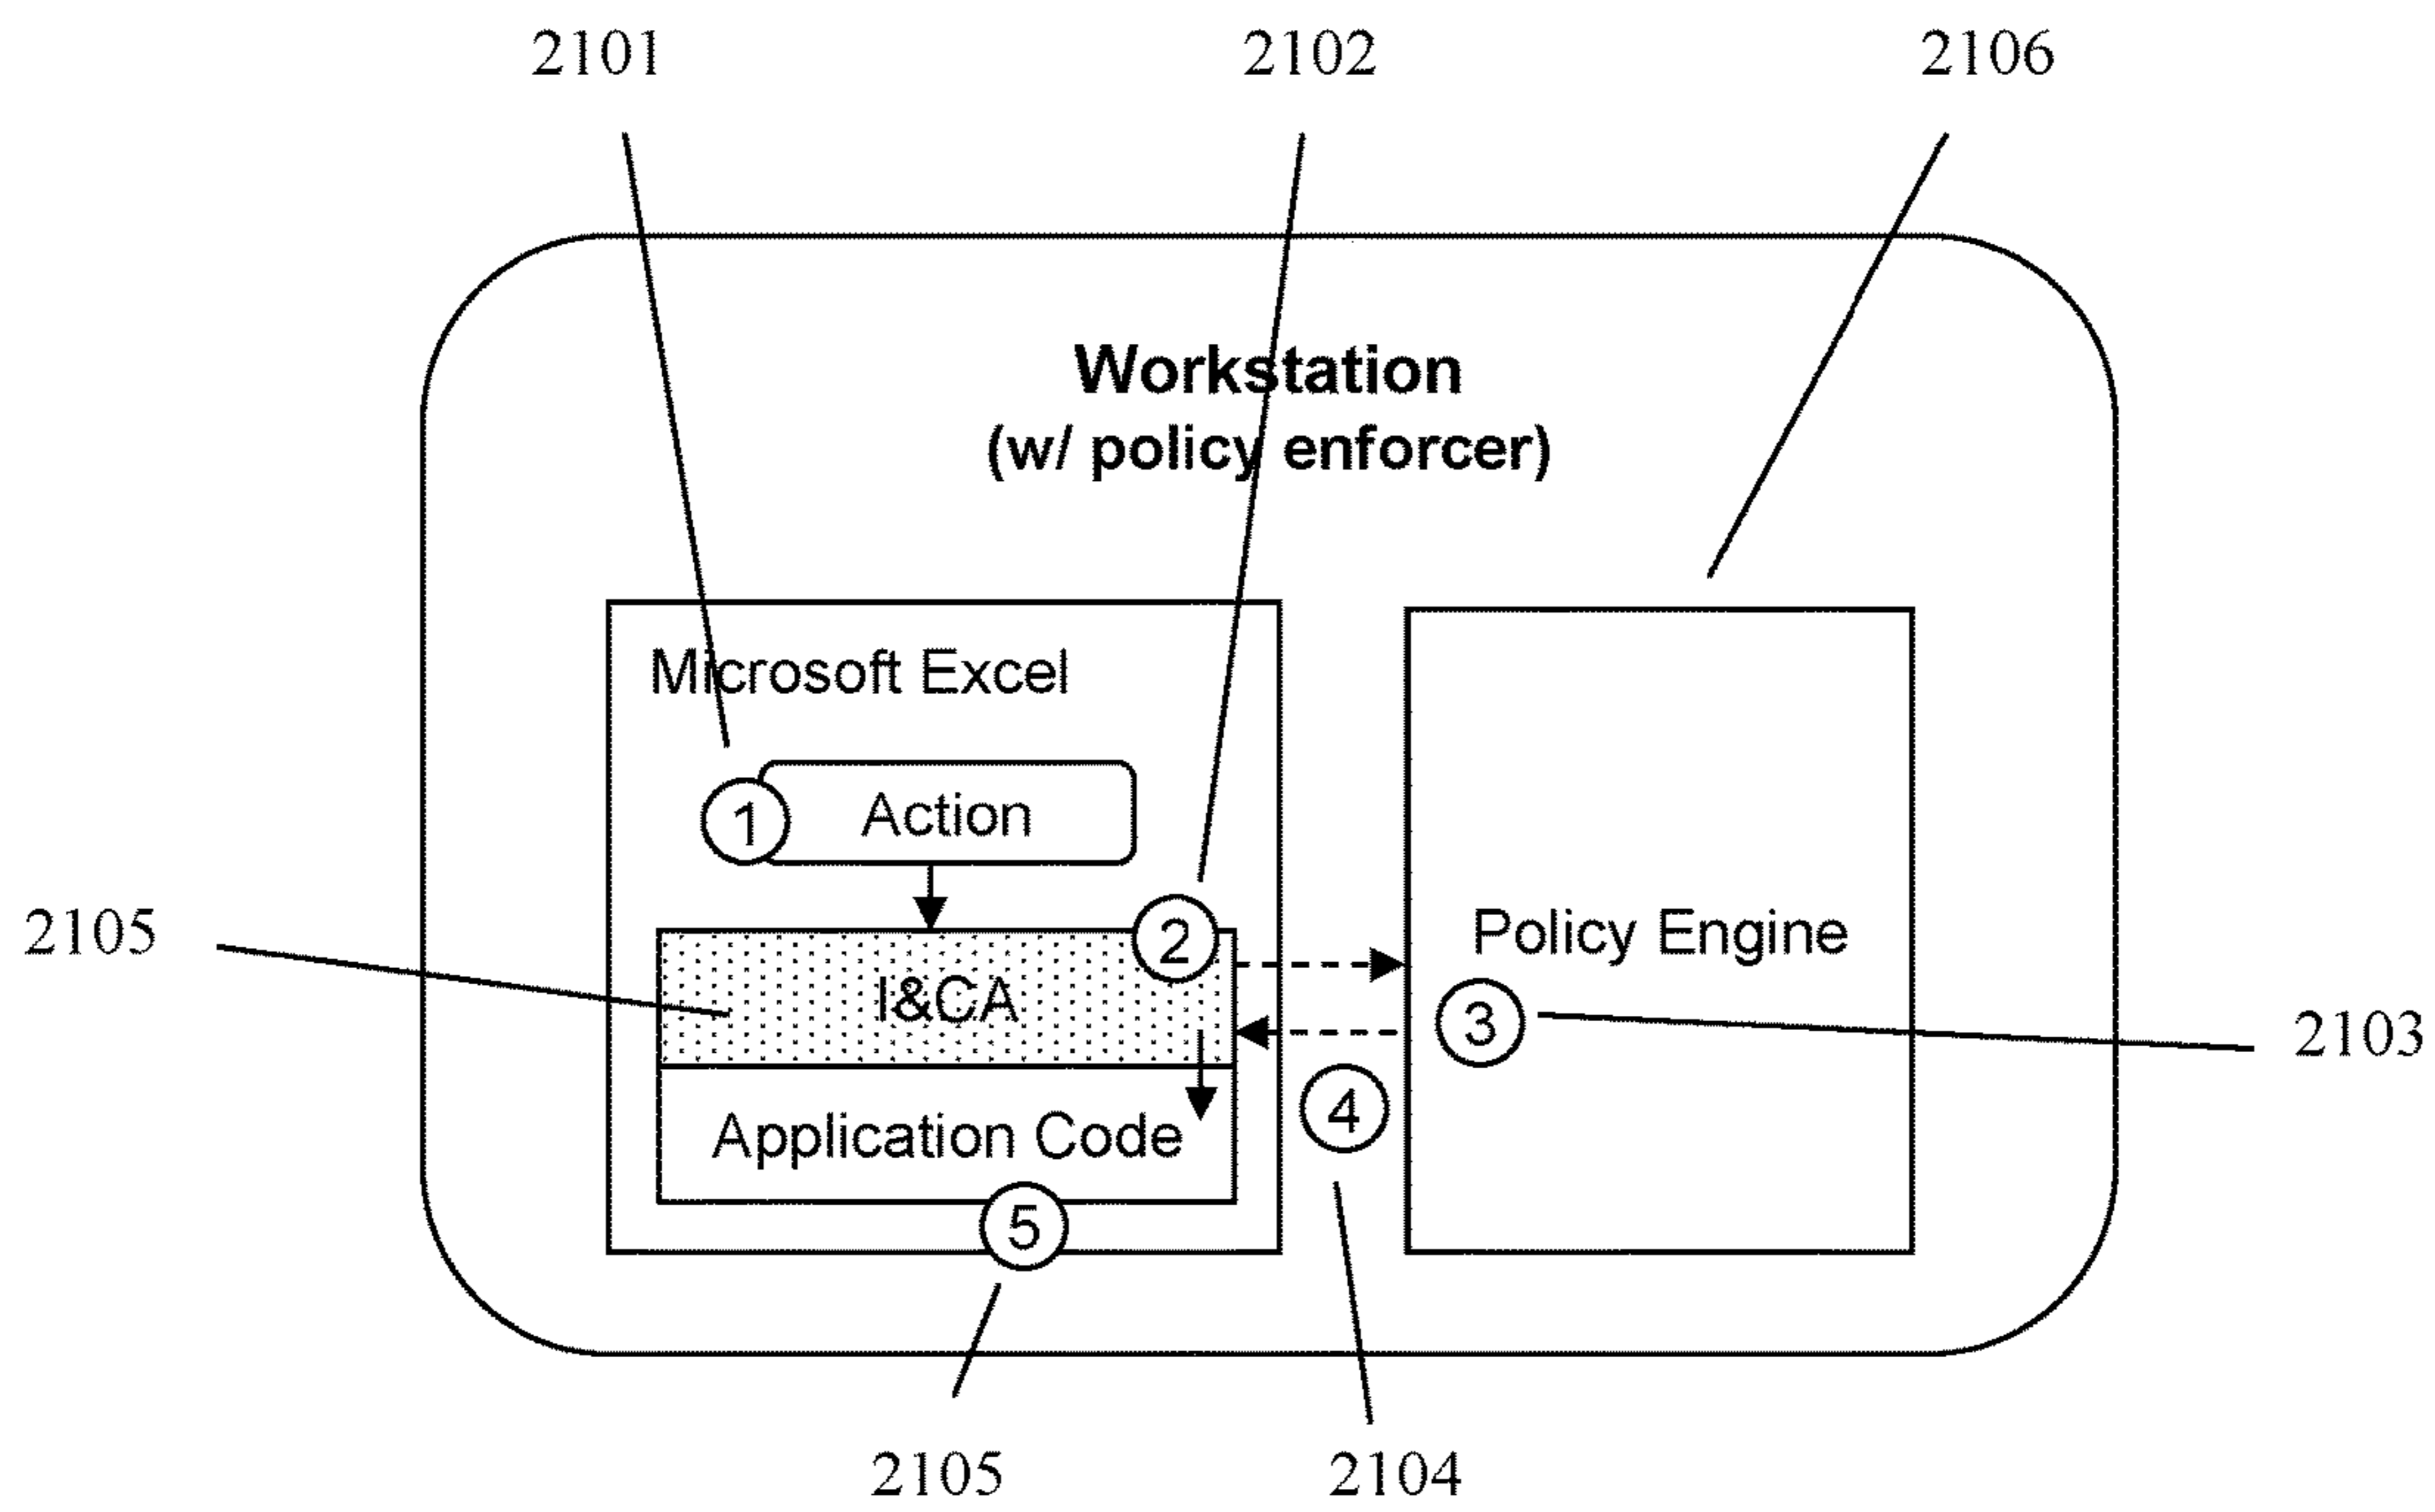 2101
2102
2106
Workstation
(w/ policy enforcer)
Microsoft Excel
1
Action
2105
2
I&CA
Policy Engine
3
2103
Application Code
4
5
2105
2104